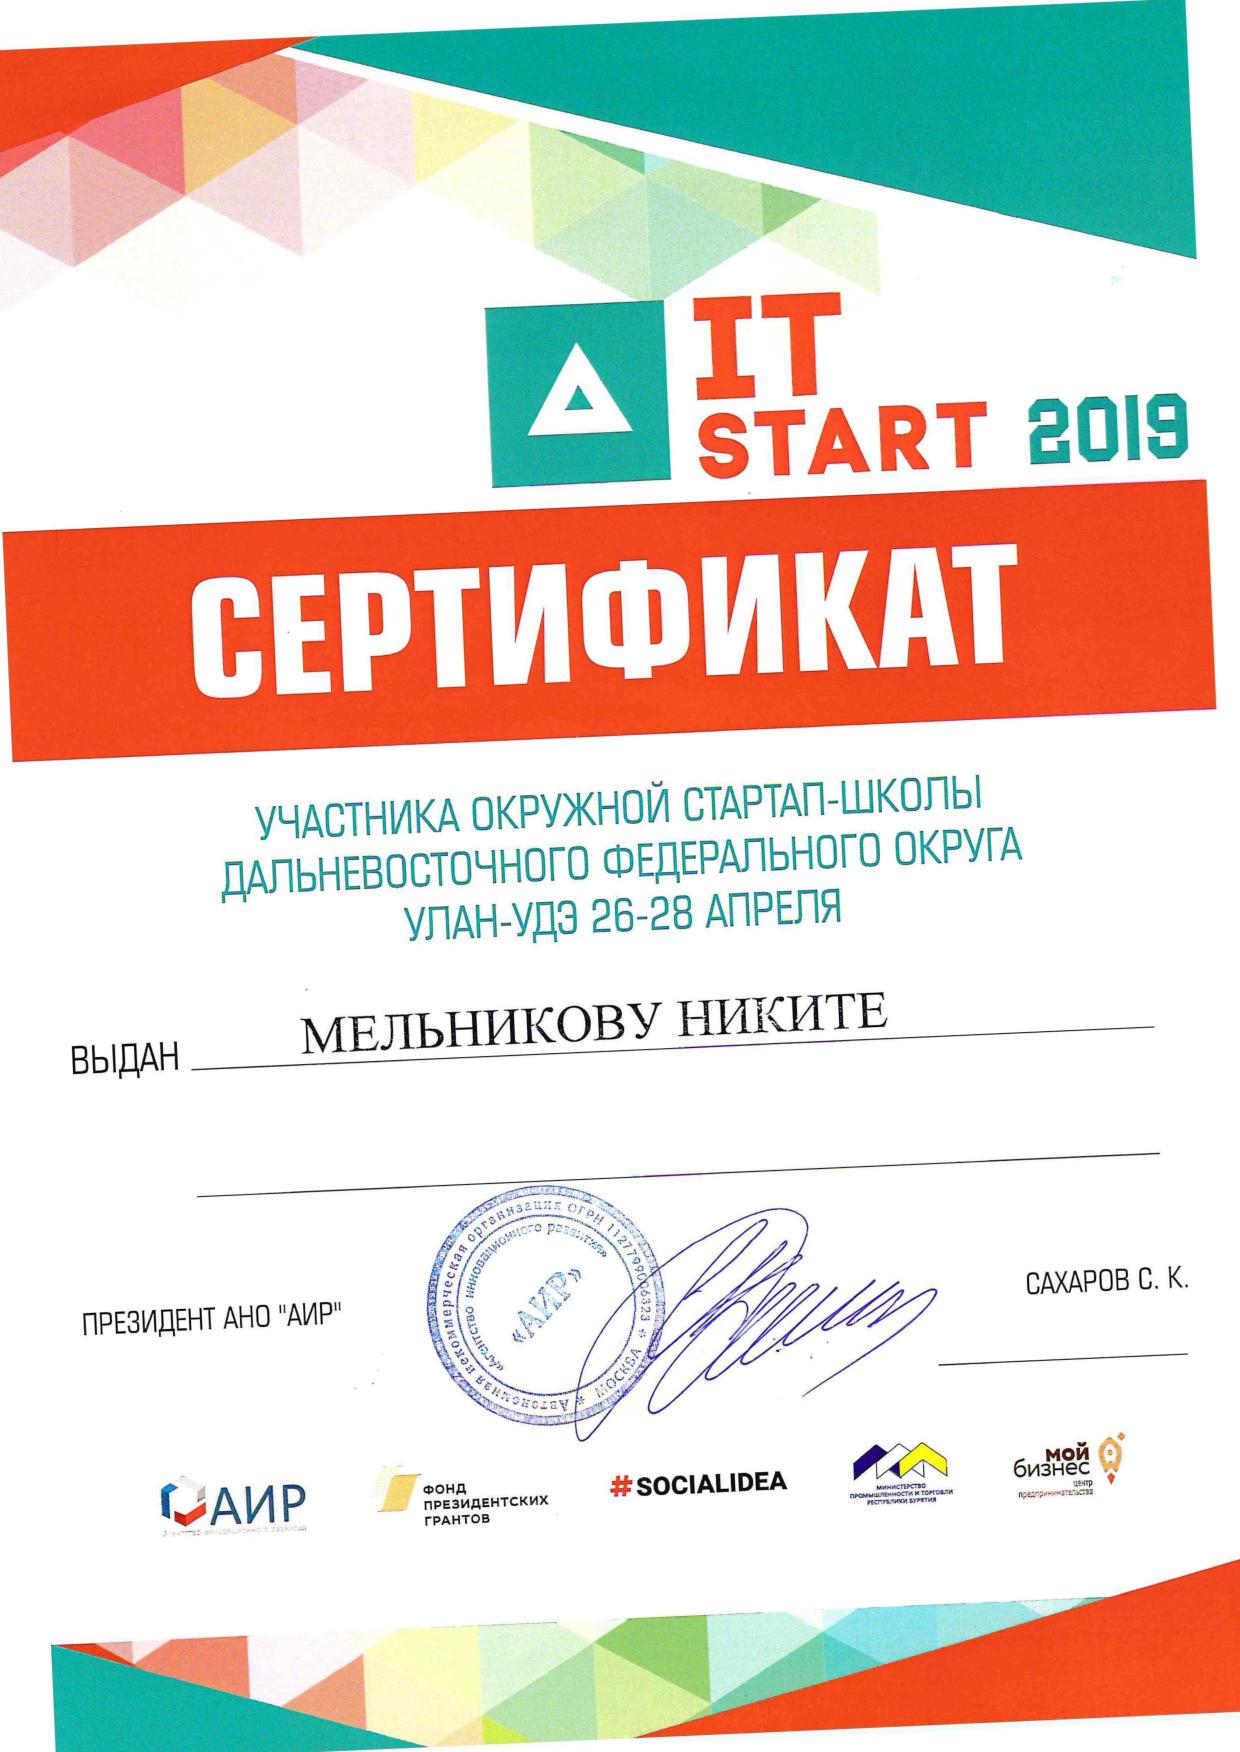 IT
START 2019
СЕРТИФИКАТ
УЧАСТНИКА ОКРУЖНОЙ СТАРТАП-ШКОЛЫ
ДАЛЬНЕВОСТОЧНОГО ФЕДЕРАЛЬНОГО ОКРУГА
УЛАН-УДЭ 26-28 АПРЕЛЯ
ВЫДАН МЕЛЬНИКОВУ НИКИТЕ
ПРЕЗИДЕНТ АНО "АИР"
САХАРОВ С. К.
* Автономная некоммерческая организация ОГРН 1127799006323 * МОСКВА
«Агентство инновационного развития»
«АИР»
АИР
Агентство инновационного развития
ФОНД
ПРЕЗИДЕНТСКИХ
ГРАНТОВ
#SOCIALIDEA
МИНИСТЕРСТВО
ПРОМЫШЛЕННОСТИ И ТОРГОВЛИ
РЕСПУБЛИКИ БУРЯТИЯ
мой
бизнес
центр
предпринимательства